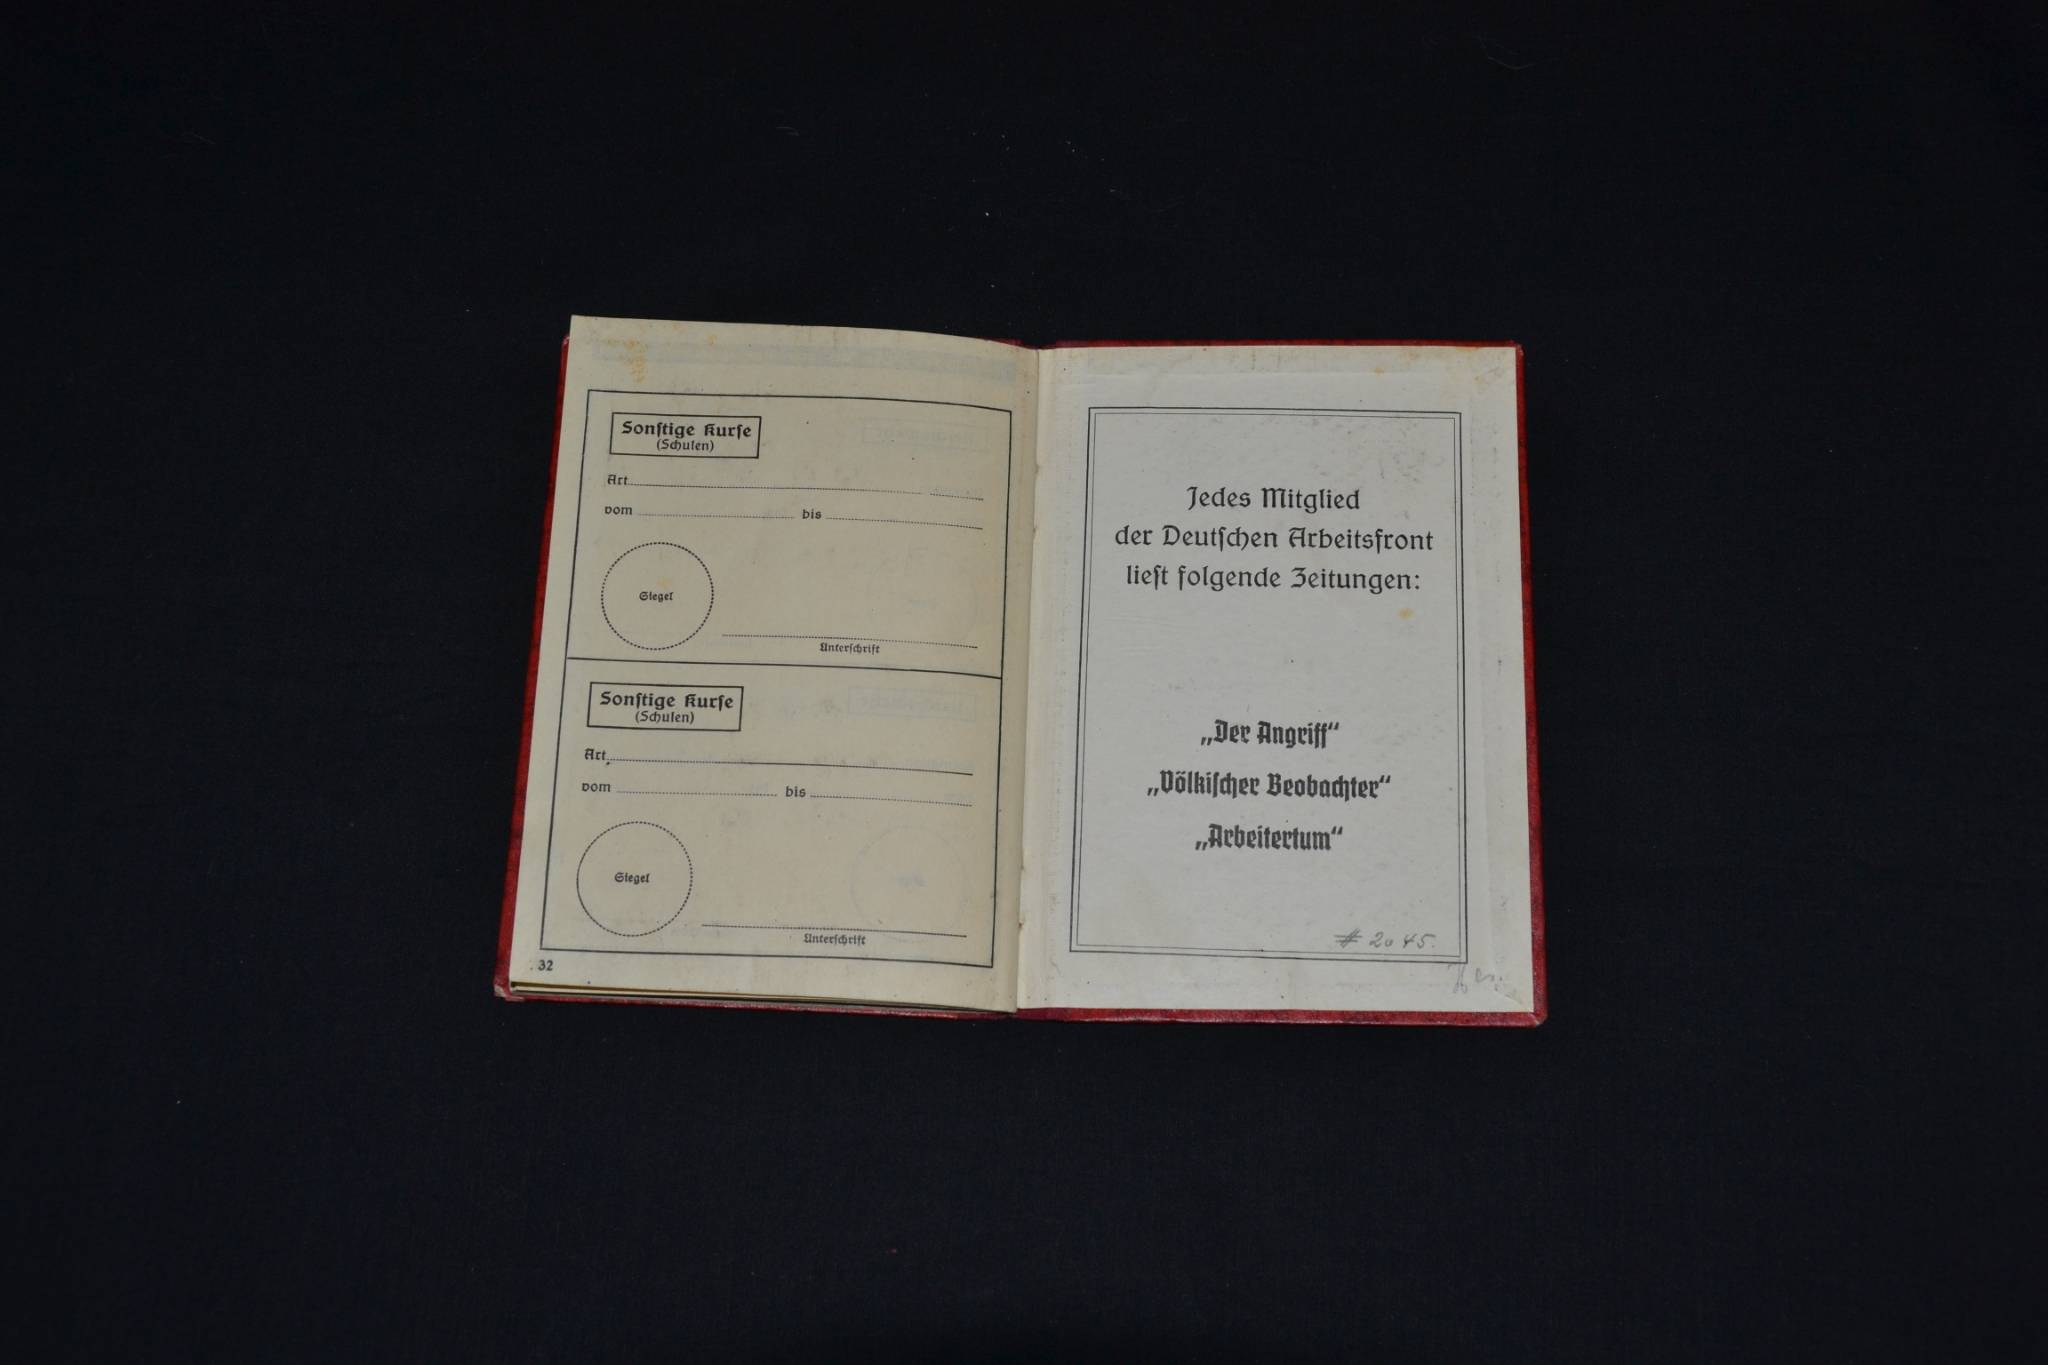 Sonſtige Kurſe
(Schulen)
Art
vom bis
Siegel
Unterſchrift
Sonſtige Kurſe
(Schulen)
Art
vom bis
Siegel
Unterſchrift
32
Jedes Mitglied
der Deutſchen Arbeitsfront
lieſt folgende Zeitungen:
„Der Angriff“
„Völkiſcher Beobachter“
„Arbeitertum“
# 2045.